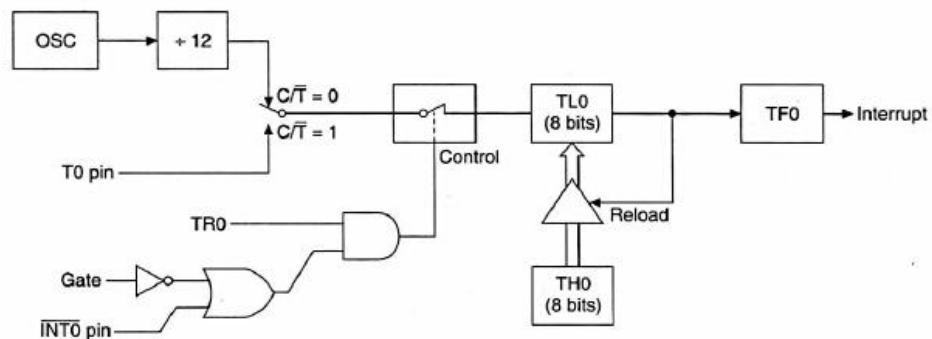 OSC
÷ 12
C/T̅ = 0
C/T̅ = 1
T0 pin
Control
TL0
(8 bits)
TF0
Interrupt
Reload
TR0
Gate
I̅N̅T̅0̅ pin
TH0
(8 bits)